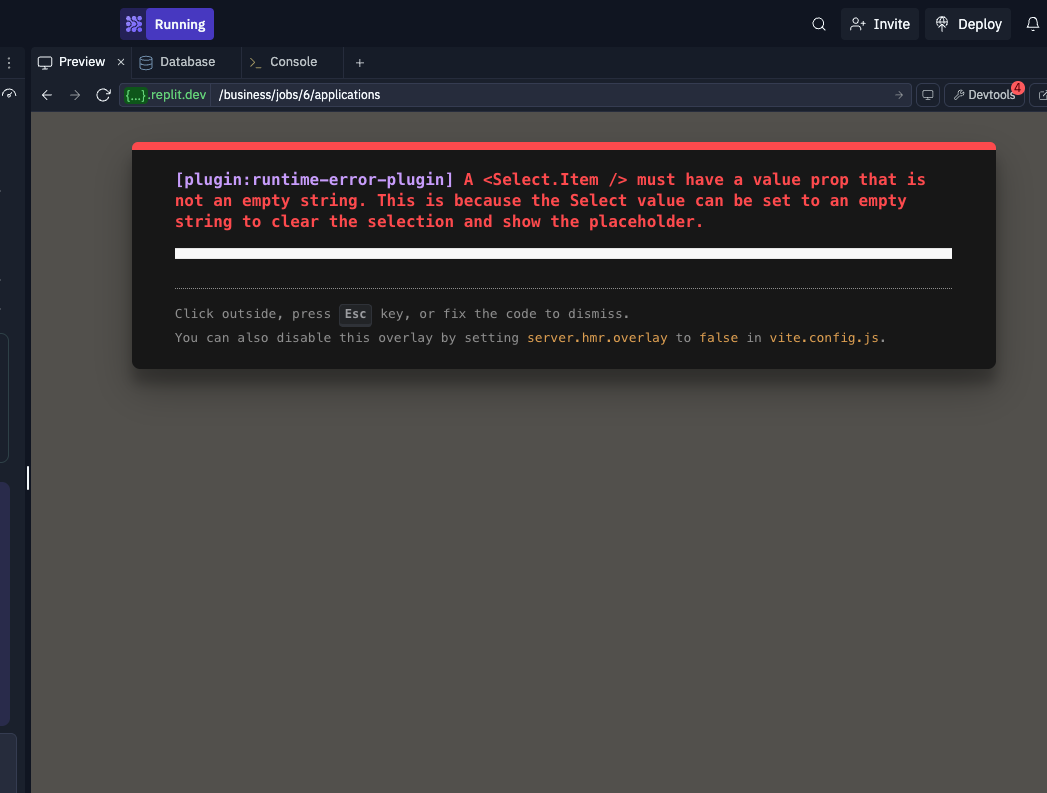 Running
Invite
Deploy
Preview
Database
Console
{...}.replit.dev /business/jobs/6/applications
Devtools
4
[plugin:runtime-error-plugin] A <Select.Item /> must have a value prop that is
not an empty string. This is because the Select value can be set to an empty
string to clear the selection and show the placeholder.
Click outside, press Esc key, or fix the code to dismiss.
You can also disable this overlay by setting server.hmr.overlay to false in vite.config.js.